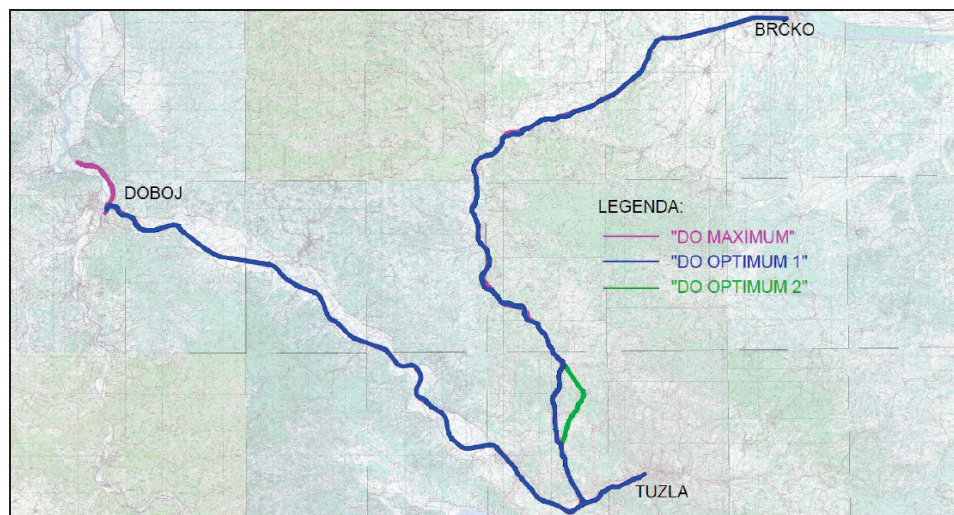 BRČKO
DOBOJ
LEGENDA:
"DO MAXIMUM"
"DO OPTIMUM 1"
"DO OPTIMUM 2"
TUZLA